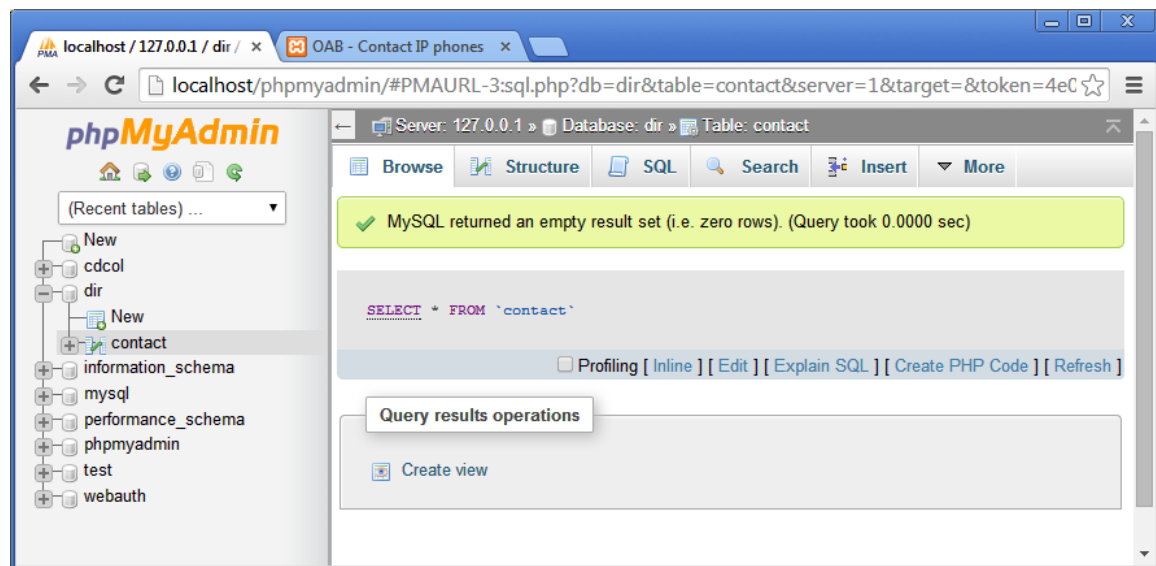 localhost / 127.0.0.1 / dir /
OAB - Contact IP phones
localhost/phpmyadmin/#PMAURL-3:sql.php?db=dir&table=contact&server=1&target=&token=4e0
phpMyAdmin
(Recent tables) ...
New
cdcol
dir
New
contact
information_schema
mysql
performance_schema
phpmyadmin
test
webauth
Server: 127.0.0.1 » Database: dir » Table: contact
Browse Structure SQL Search Insert More
MySQL returned an empty result set (i.e. zero rows). (Query took 0.0000 sec)
SELECT * FROM `contact`
Profiling [ Inline ] [ Edit ] [ Explain SQL ] [ Create PHP Code ] [ Refresh ]
Query results operations
Create view